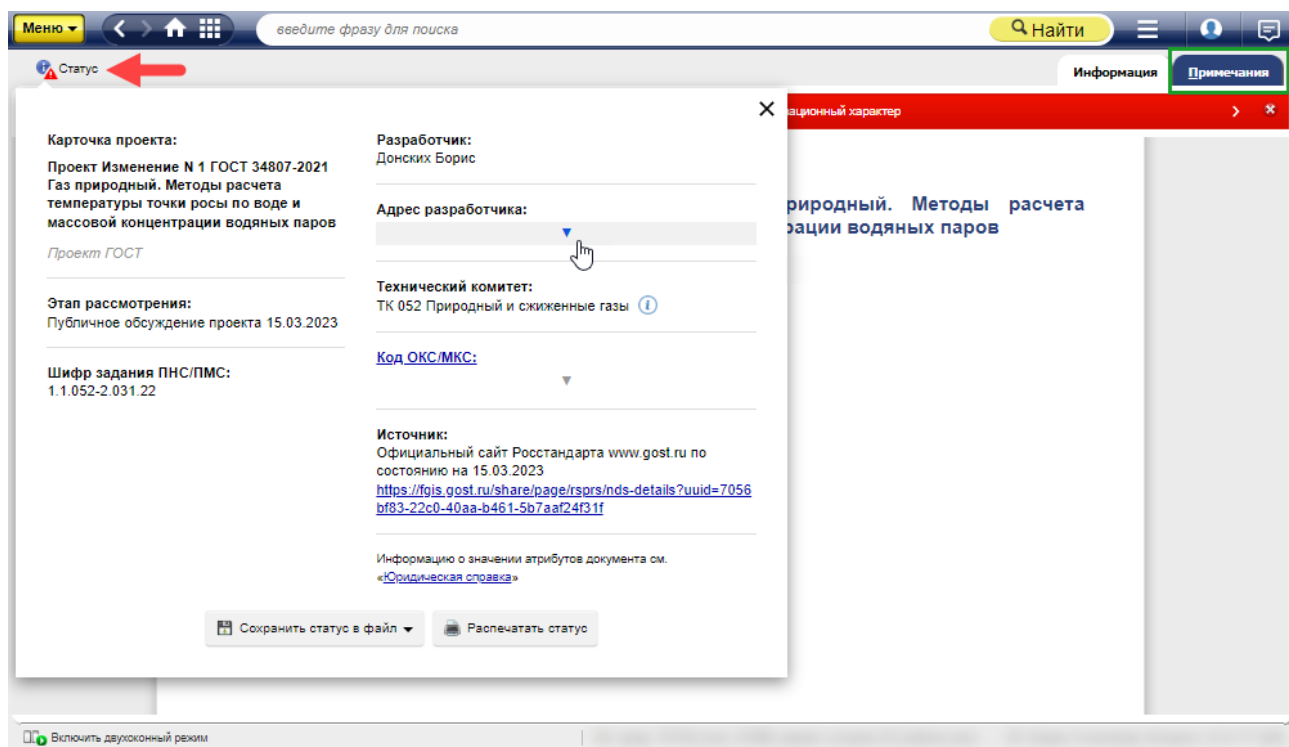 Меню
введите фразу для поиска
Найти
Статус
Информация
Примечания
ационный характер
Карточка проекта:
Проект Изменение N 1 ГОСТ 34807-2021
Газ природный. Методы расчета
температуры точки росы по воде и
массовой концентрации водяных паров
Проект ГОСТ
Этап рассмотрения:
Публичное обсуждение проекта 15.03.2023
Шифр задания ПНС/ПМС:
1.1.052-2.031.22
Разработчик:
Донских Борис
Адрес разработчика:
Технический комитет:
ТК 052 Природный и сжиженные газы
Код ОКС/МКС:
Источник:
Официальный сайт Росстандарта www.gost.ru по
состоянию на 15.03.2023
https://fgis.gost.ru/share/page/rsprs/nds-details?uuid=7056
bf83-22c0-40aa-b461-5b7aaf24f31f
Информацию о значении атрибутов документа см.
«Юридическая справка»
Сохранить статус в файл
Распечатать статус
риродный. Методы расчета
рации водяных паров
Включить двухоконный режим